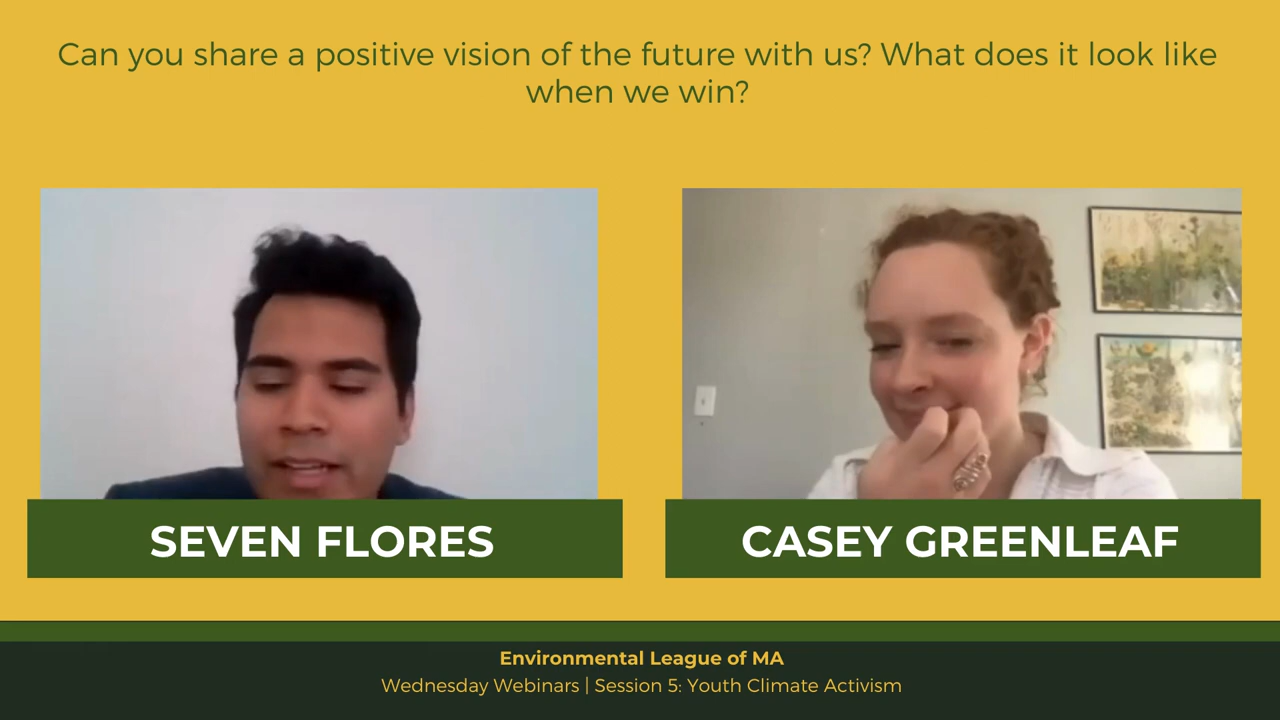 Can you share a positive vision of the future with us? What does it look like
when we win?
SEVEN FLORES
CASEY GREENLEAF
Environmental League of MA
Wednesday Webinars | Session 5: Youth Climate Activism